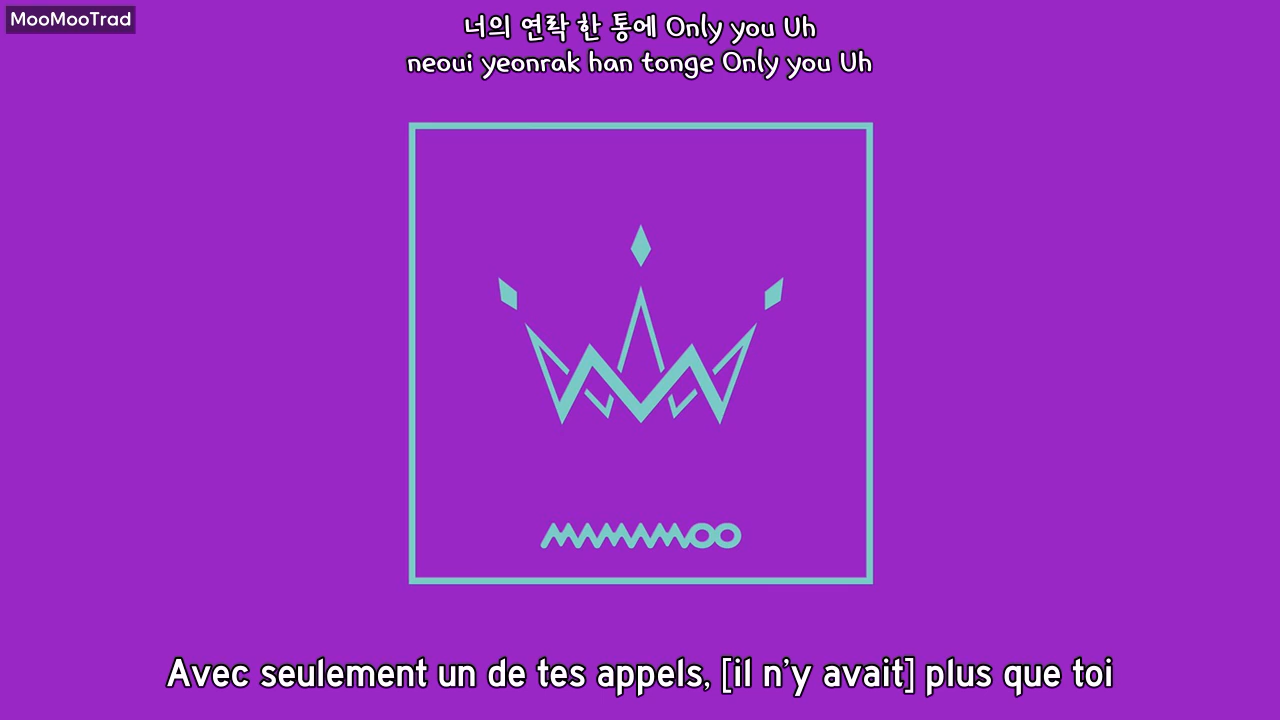 MooMooTrad
너의 연락 한 통에 Only you Uh
neoui yeonrak han tonge Only you Uh
MAMAMOO
Avec seulement un de tes appels, [il n’y avait] plus que toi